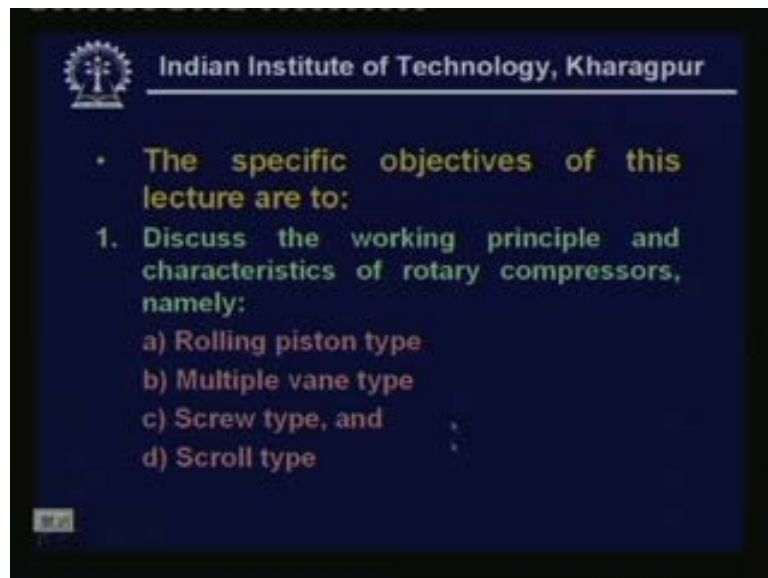 Indian Institute of Technology, Kharagpur
• The specific objectives of this
lecture are to:
1. Discuss the working principle and
characteristics of rotary compressors,
namely:
a) Rolling piston type
b) Multiple vane type
c) Screw type, and
d) Scroll type